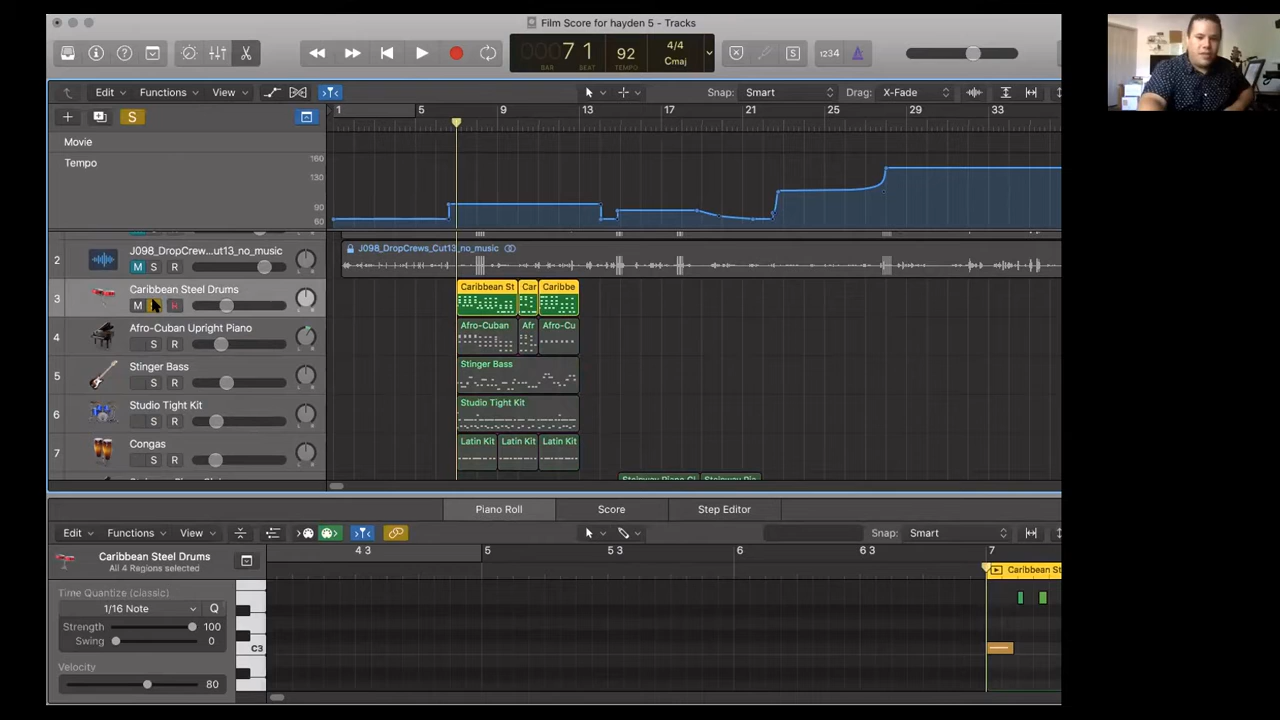 Film Score for hayden 5 - Tracks
00071
BAR BEAT
92
TEMPO
4/4
Cmaj
1234
S
Edit Functions View Snap: Smart Drag: X-Fade
S
1 5 9 13 17 21 25 29 33
Movie
Tempo
160
130
90
60
2
J098_DropCrew...ut13_no_music
M S R
J098_DropCrews_Cut13_no_music
3
Caribbean Steel Drums
M R
Caribbean St Car Caribbe
4
Afro-Cuban Upright Piano
S R
Afro-Cuban Afr Afro-Cu
5
Stinger Bass
S R
Stinger Bass
6
Studio Tight Kit
S R
Studio Tight Kit
7
Congas
S R
Latin Kit Latin Kit Latin Kit
Piano Roll Score Step Editor
Edit Functions View Snap: Smart
Caribbean Steel Drums
All 4 Regions selected
4 3 5 5 3 6 6 3 7
Caribbean St
Time Quantize (classic)
1/16 Note Q
Strength 100
Swing 0
C3
Velocity
80